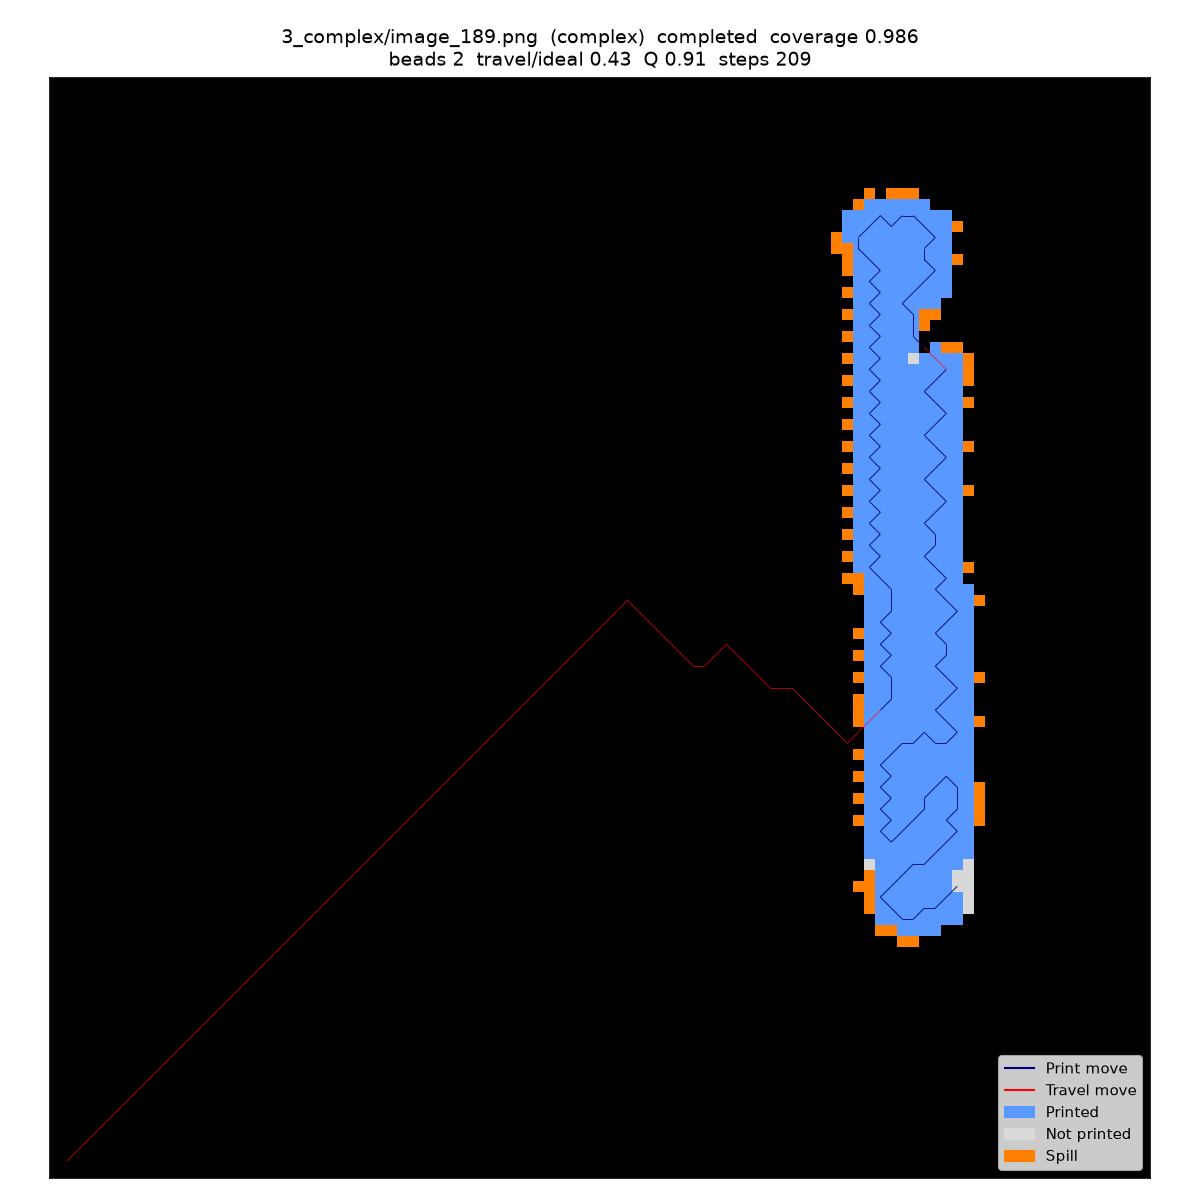 3_complex/image_189.png  (complex)  completed  coverage 0.986
beads 2  travel/ideal 0.43  Q 0.91  steps 209
Print move
Travel move
Printed
Not printed
Spill